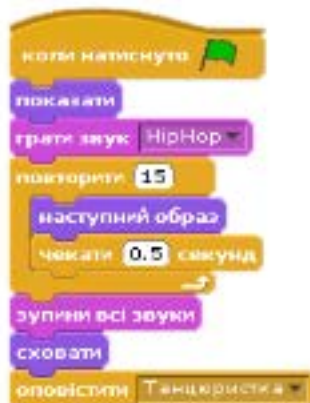 коли натиснуто
показати
грати звук HipHop
повторити 15
наступний образ
чекати 0.5 секунд
зупини всі звуки
сховати
оповістити Танцюристка